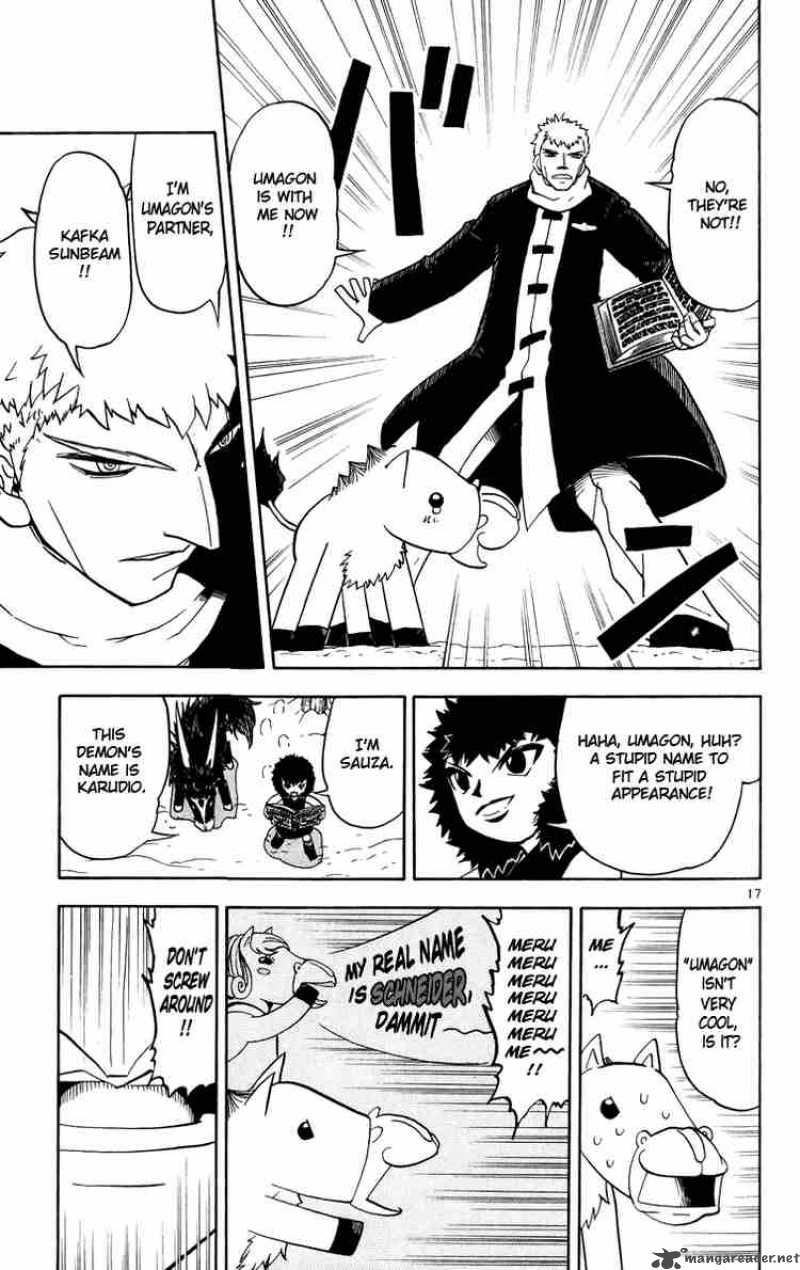 NO,
THEY'RE
NOT!!
UMAGON
IS WITH
ME NOW
!!
I'M
UMAGON'S
PARTNER,
KAFKA
SUNBEAM
!!
HAHA, UMAGON, HUH?
A STUPID NAME TO
FIT A STUPID
APPEARANCE!
I'M
SAUZA.
THIS
DEMON'S
NAME IS
KARUDIO.
17
"UMAGON"
ISN'T
VERY
COOL,
IS IT?
ME
...
MERU
MERU
MERU
MERU
MERU
MERU
ME~~
!!
MY REAL NAME
IS SCHNEIDER,
DAMMIT
DON'T
SCREW
AROUND
!!
mangareader.net